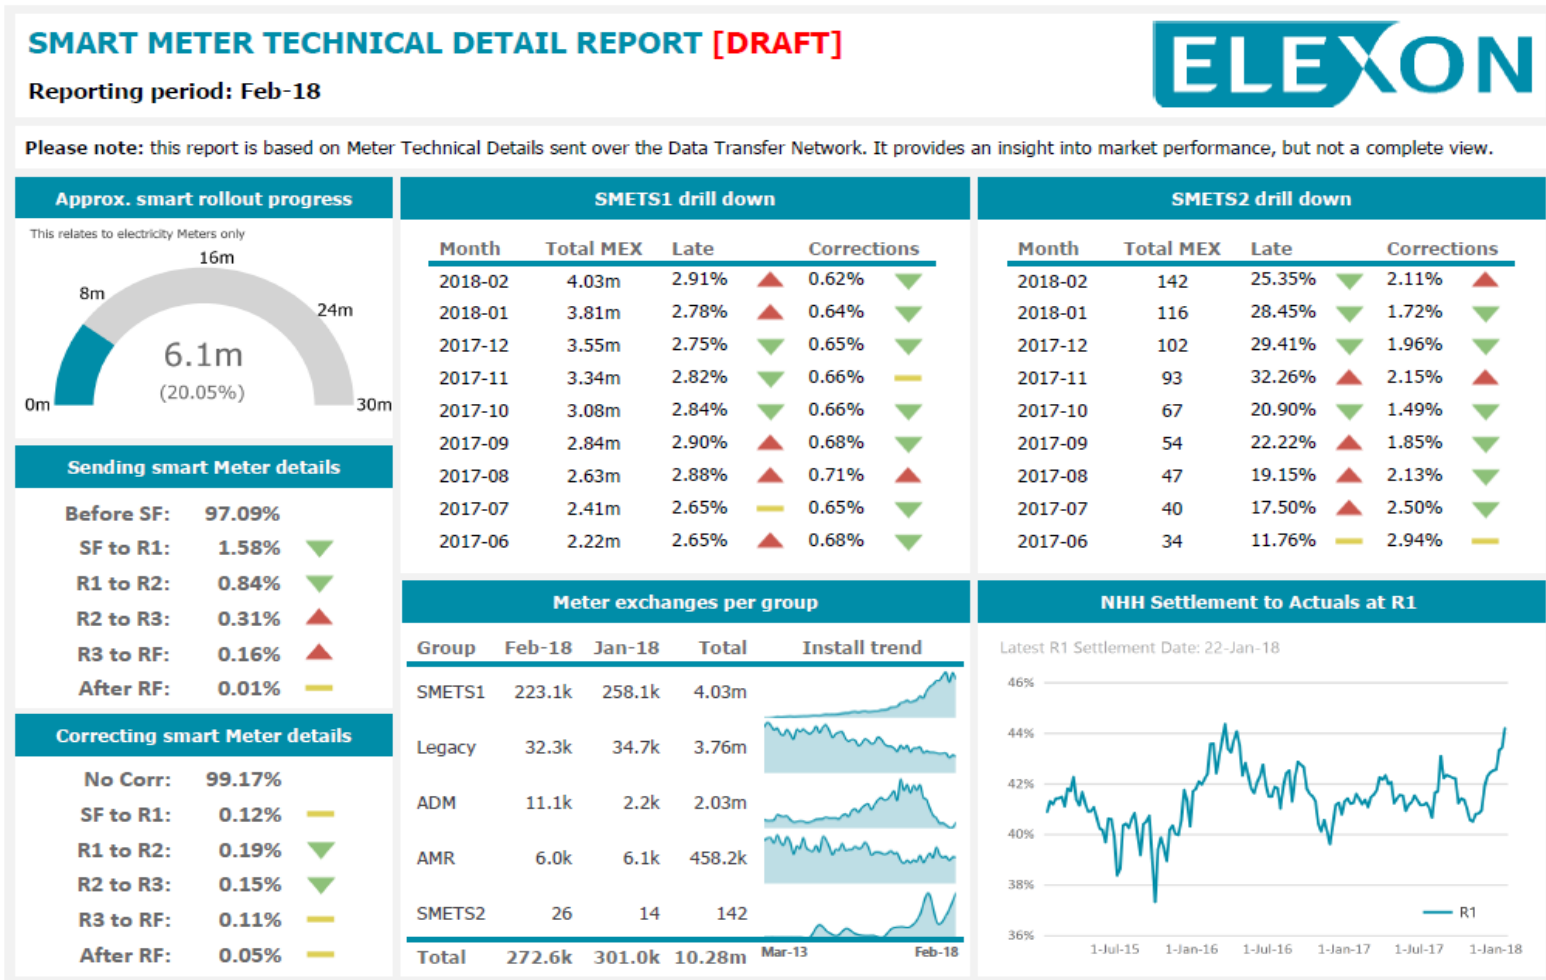 SMART METER TECHNICAL DETAIL REPORT [DRAFT]
Reporting period: Feb-18
ELEXON
Please note: this report is based on Meter Technical Details sent over the Data Transfer Network. It provides an insight into market performance, but not a complete view.
Approx. smart rollout progress
This relates to electricity Meters only
16m
8m
24m
6.1m
(20.05%)
0m
30m
Sending smart Meter details
Before SF: 97.09%
SF to R1: 1.58%
R1 to R2: 0.84%
R2 to R3: 0.31%
R3 to RF: 0.16%
After RF: 0.01%
Correcting smart Meter details
No Corr: 99.17%
SF to R1: 0.12%
R1 to R2: 0.19%
R2 to R3: 0.15%
R3 to RF: 0.11%
After RF: 0.05%
SMETS1 drill down
Month Total MEX Late Corrections
2018-02 4.03m 2.91% 0.62%
2018-01 3.81m 2.78% 0.64%
2017-12 3.55m 2.75% 0.65%
2017-11 3.34m 2.82% 0.66%
2017-10 3.08m 2.84% 0.66%
2017-09 2.84m 2.90% 0.68%
2017-08 2.63m 2.88% 0.71%
2017-07 2.41m 2.65% 0.65%
2017-06 2.22m 2.65% 0.68%
SMETS2 drill down
Month Total MEX Late Corrections
2018-02 142 25.35% 2.11%
2018-01 116 28.45% 1.72%
2017-12 102 29.41% 1.96%
2017-11 93 32.26% 2.15%
2017-10 67 20.90% 1.49%
2017-09 54 22.22% 1.85%
2017-08 47 19.15% 2.13%
2017-07 40 17.50% 2.50%
2017-06 34 11.76% 2.94%
Meter exchanges per group
Group Feb-18 Jan-18 Total Install trend
SMETS1 223.1k 258.1k 4.03m
Legacy 32.3k 34.7k 3.76m
ADM 11.1k 2.2k 2.03m
AMR 6.0k 6.1k 458.2k
SMETS2 26 14 142
Total 272.6k 301.0k 10.28m Mar-13 Feb-18
NHH Settlement to Actuals at R1
Latest R1 Settlement Date: 22-Jan-18
46%
44%
42%
40%
38%
36%
R1
1-Jul-15 1-Jan-16 1-Jul-16 1-Jan-17 1-Jul-17 1-Jan-18